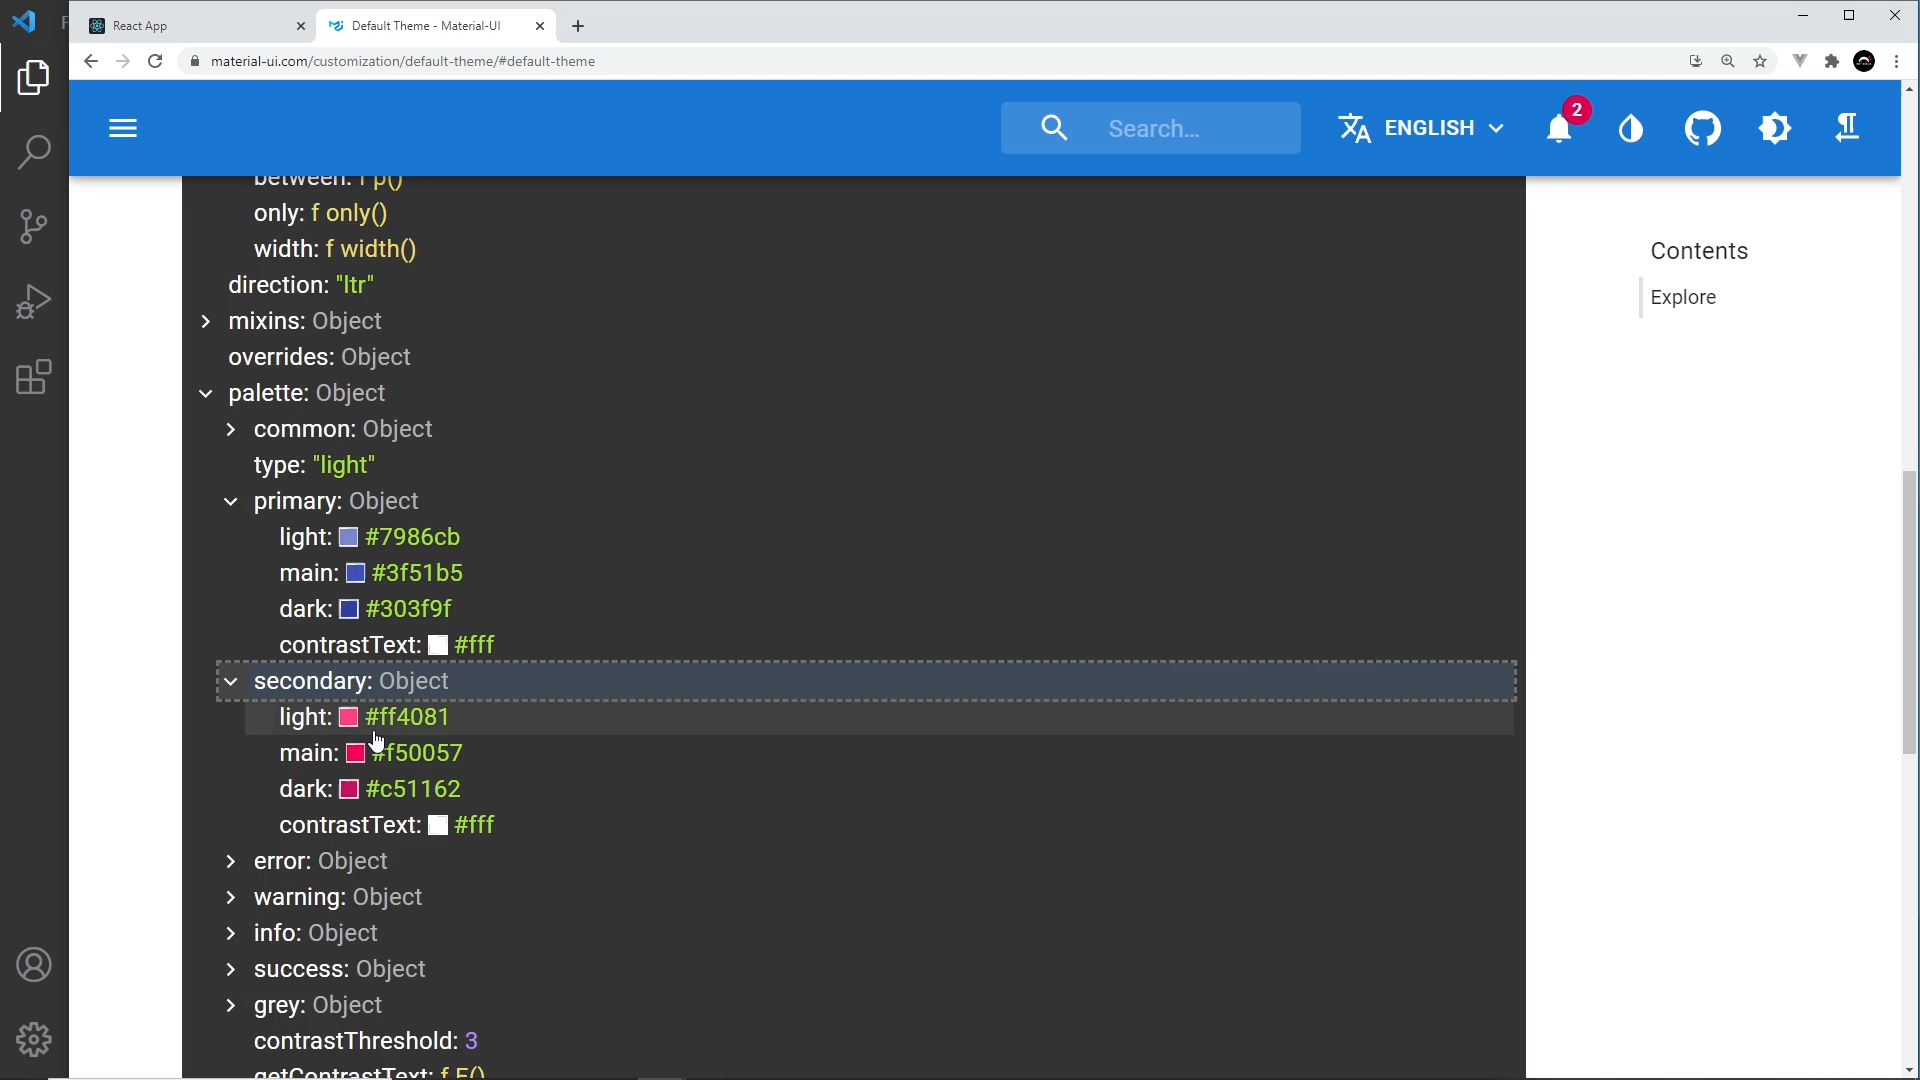 React App
Default Theme - Material-UI
material-ui.com/customization/default-theme/#default-theme
Search...
ENGLISH
2
between: f p()
only: f only()
width: f width()
direction: "ltr"
mixins: Object
overrides: Object
palette: Object
common: Object
type: "light"
primary: Object
light: #7986cb
main: #3f51b5
dark: #303f9f
contrastText: #fff
secondary: Object
light: #ff4081
main: #f50057
dark: #c51162
contrastText: #fff
error: Object
warning: Object
info: Object
success: Object
grey: Object
contrastThreshold: 3
getContrastText: f E()
Contents
Explore